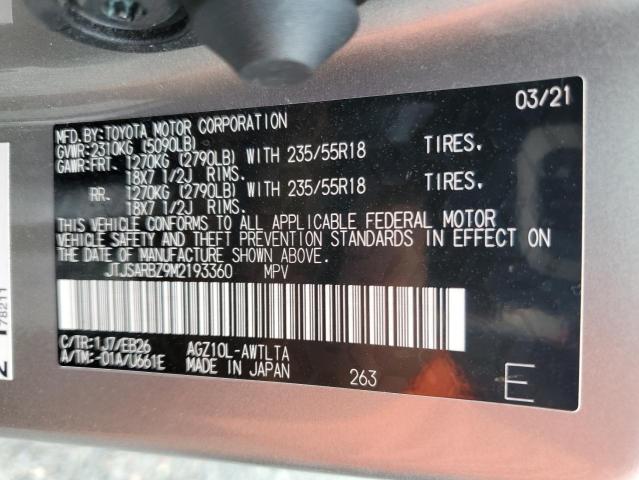 03/21
MFD.BY:TOYOTA MOTOR CORPORATION
GVWR:2310KG (5090LB)
GAWR:FRT. 1270KG (2790LB) WITH 235/55R18 TIRES,
18X7 1/2J RIMS.
RR. 1270KG (2790LB) WITH 235/55R18 TIRES,
18X7 1/2J RIMS.
THIS VEHICLE CONFORMS TO ALL APPLICABLE FEDERAL MOTOR
VEHICLE SAFETY AND THEFT PREVENTION STANDARDS IN EFFECT ON
THE DATE OF MANUFACTURE SHOWN ABOVE.
JTJSARBZ9M2193360 MPV
C/TR:1J7/EB26 AGZ10L-AWTLTA
A/TM:-01A/U661E MADE IN JAPAN 263 E
78211